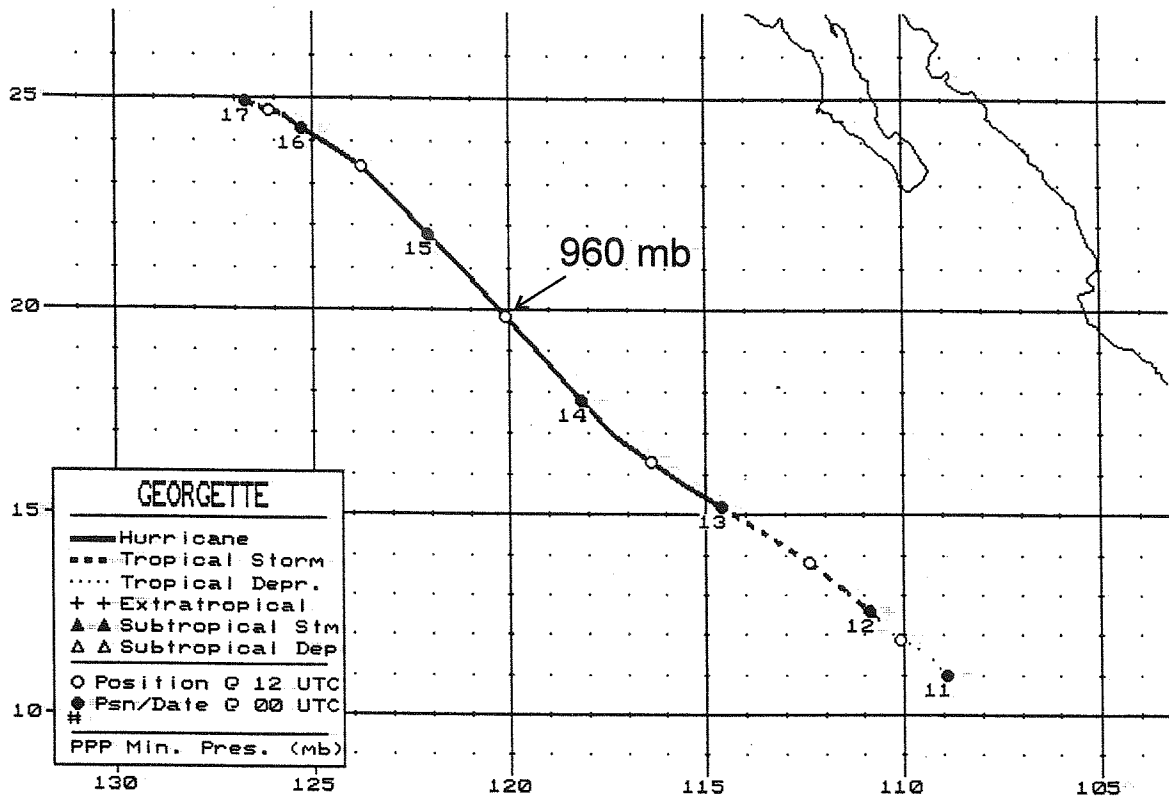 25
17
16
15
960 mb
20
14
GEORGETTE
15
13
Hurricane
Tropical Storm
Tropical Depr.
+ + Extratropical
▲ ▲ Subtropical Stm
△ △ Subtropical Dep
12
○ Position @ 12 UTC
● Psn/Date @ 00 UTC
#
11
10
PPP Min. Pres. (mb)
130 125 120 115 110 105